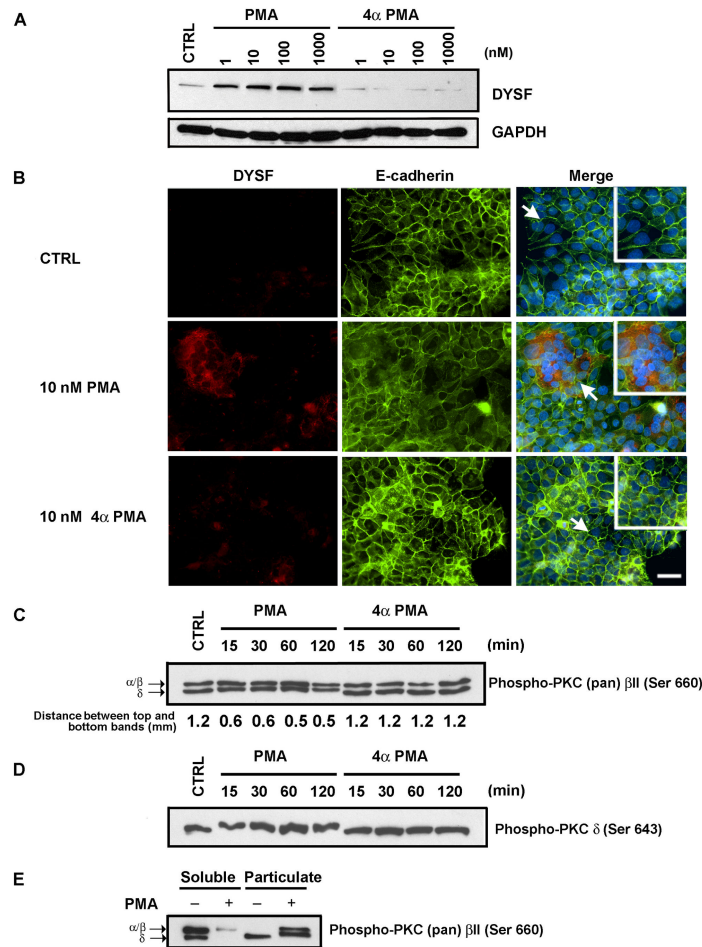 A
CTRL
PMA
4α PMA
1 10 100 1000 1 10 100 1000 (nM)
DYSF
GAPDH
B
DYSF E-cadherin Merge
CTRL
10 nM PMA
10 nM 4α PMA
C
CTRL
PMA
4α PMA
15 30 60 120 15 30 60 120 (min)
α/β
δ
Phospho-PKC (pan) βII (Ser 660)
Distance between top and
bottom bands (mm)
1.2 0.6 0.6 0.5 0.5 1.2 1.2 1.2 1.2
D
CTRL
PMA
4α PMA
15 30 60 120 15 30 60 120 (min)
Phospho-PKC δ (Ser 643)
E
Soluble Particulate
PMA – + – +
α/β
δ
Phospho-PKC (pan) βII (Ser 660)